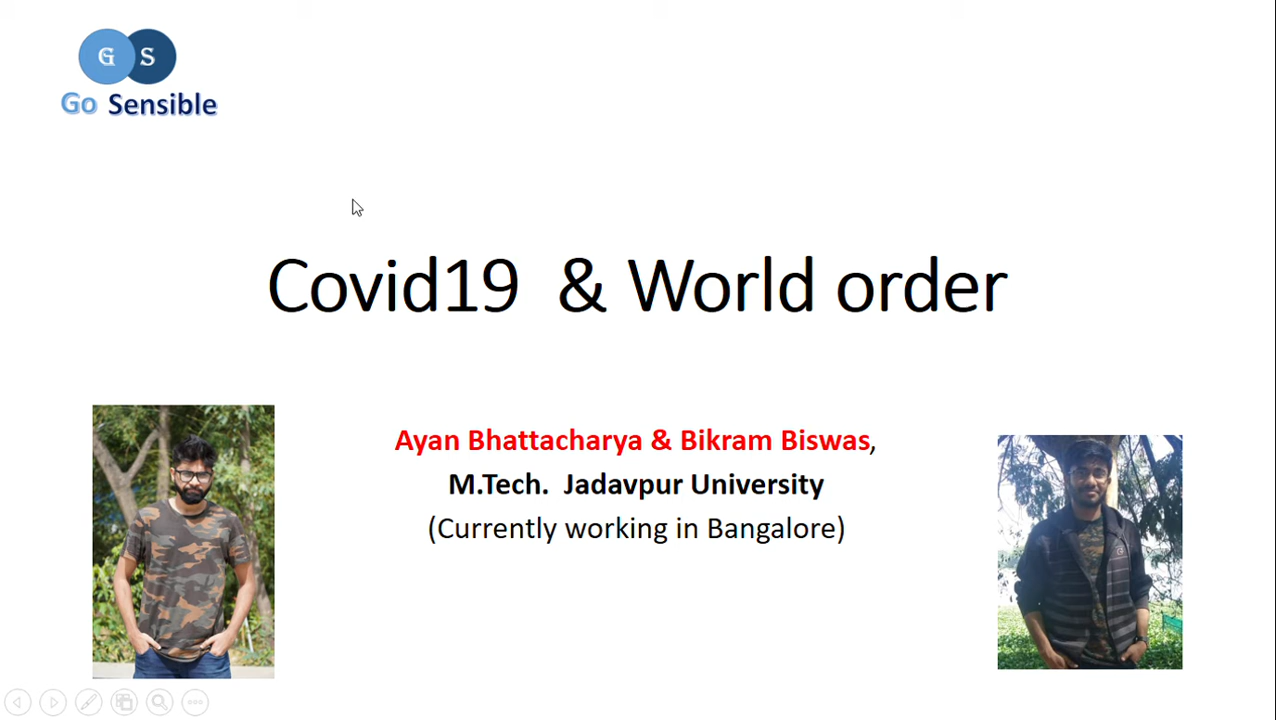 G S
Go Sensible
Covid19 & World order
Ayan Bhattacharya & Bikram Biswas,
M.Tech. Jadavpur University
(Currently working in Bangalore)